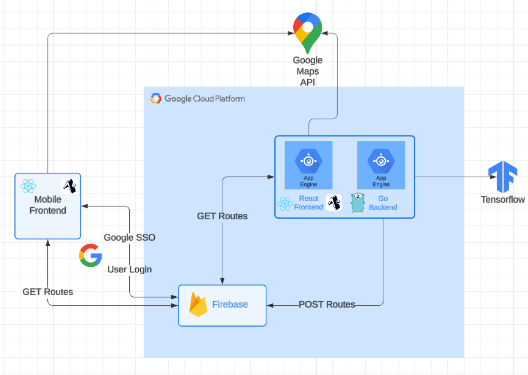 Google
Maps
API
Google Cloud Platform
App
Engine
App
Engine
React
Frontend
Go
Backend
Tensorflow
Mobile
Frontend
GET Routes
Google SSO
User Login
GET Routes
Firebase
POST Routes